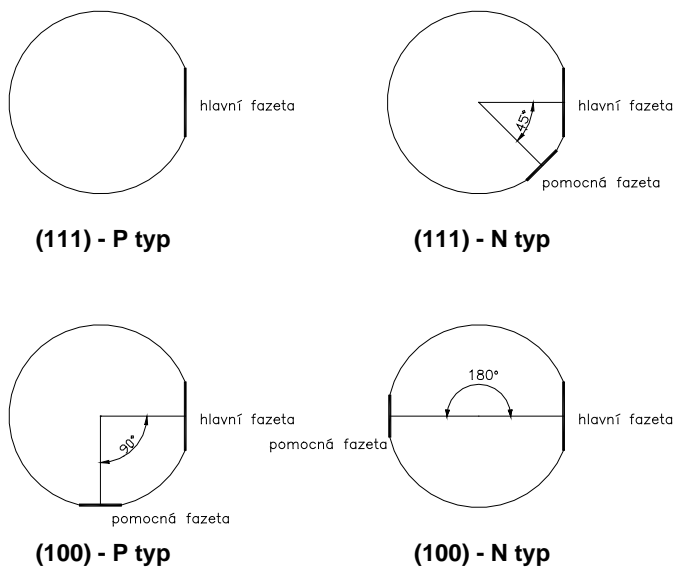 hlavní fazeta
(111) - P typ
45°
hlavní fazeta
pomocná fazeta
(111) - N typ
90°
hlavní fazeta
pomocná fazeta
(100) - P typ
180°
hlavní fazeta
pomocná fazeta
(100) - N typ